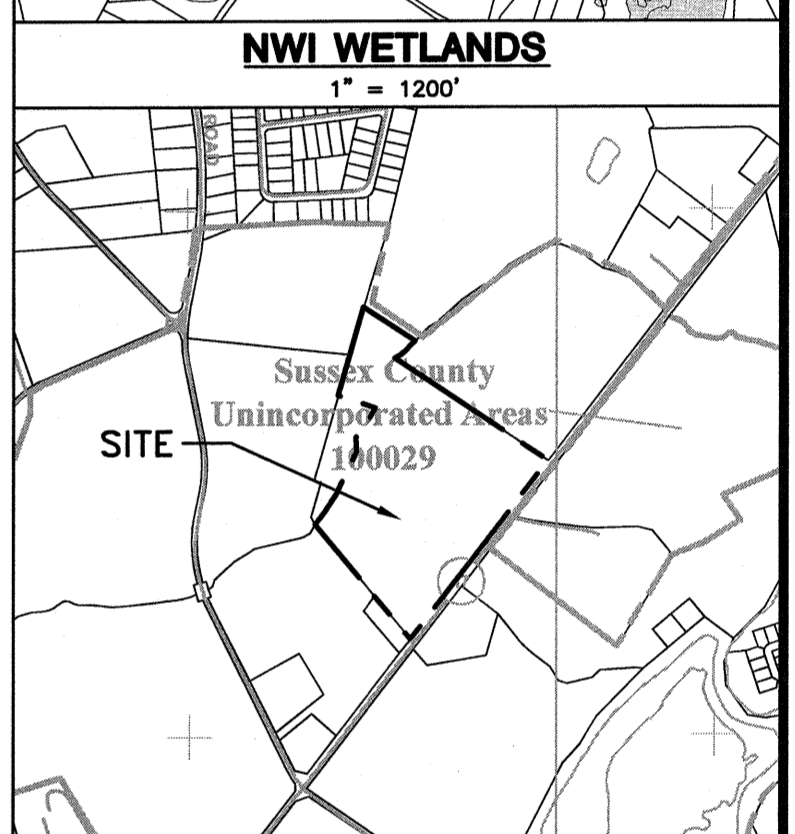 NWI WETLANDS
1" = 1200'
ROAD
Sussex County
Unincorporated Areas
SITE
100029